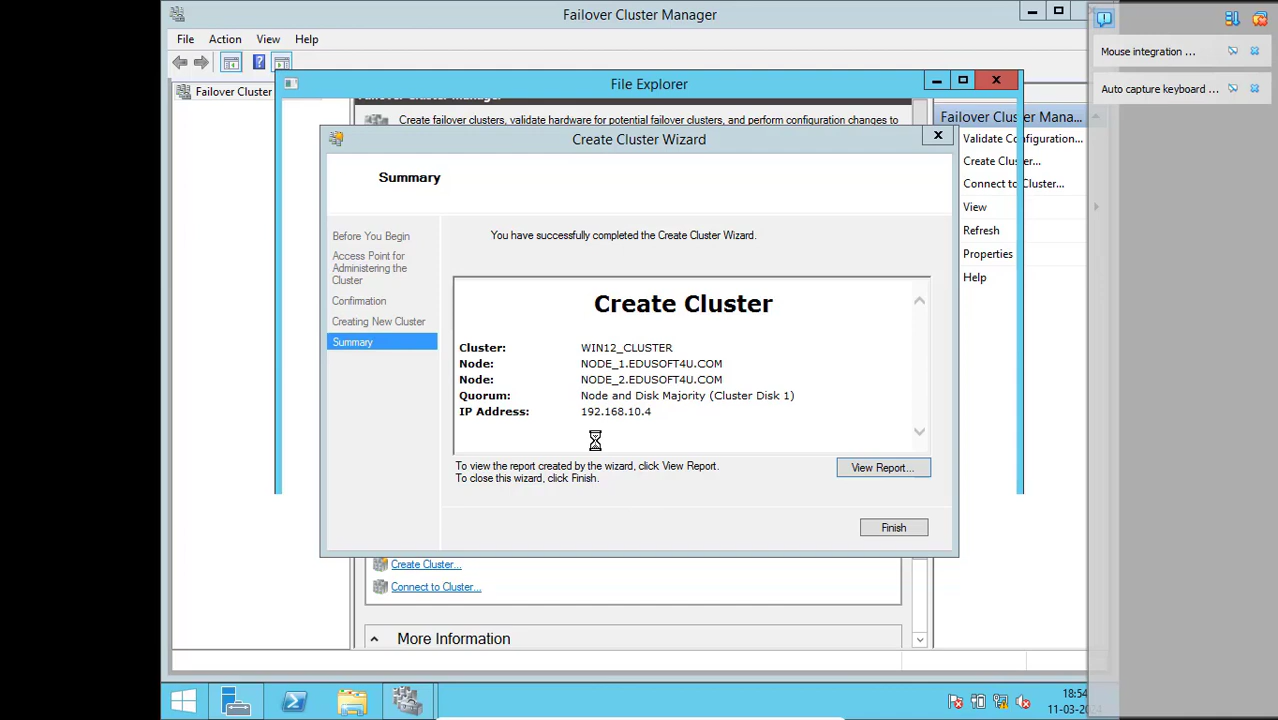 Failover Cluster Manager
File Action View Help
Mouse integration ...
Auto capture keyboard ...
Failover Cluster
File Explorer
Create failover clusters, validate hardware for potential failover clusters, and perform configuration changes to
Failover Cluster Mana...
Validate Configuration...
Create Cluster...
Connect to Cluster...
View
Refresh
Properties
Help
Create Cluster Wizard
Summary
Before You Begin
Access Point for
Administering the
Cluster
Confirmation
Creating New Cluster
Summary
You have successfully completed the Create Cluster Wizard.
Create Cluster
Cluster: WIN12_CLUSTER
Node: NODE_1.EDUSOFT4U.COM
Node: NODE_2.EDUSOFT4U.COM
Quorum: Node and Disk Majority (Cluster Disk 1)
IP Address: 192.168.10.4
To view the report created by the wizard, click View Report.
To close this wizard, click Finish.
View Report...
Finish
Create Cluster...
Connect to Cluster...
More Information
18:54